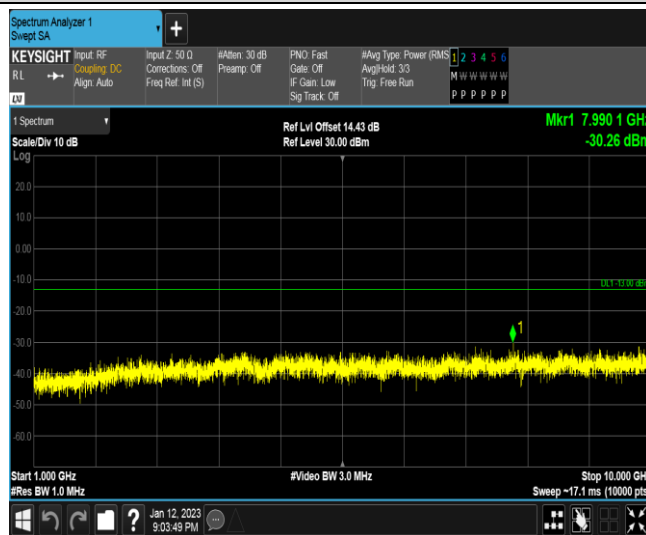 Spectrum Analyzer 1
Swept SA
+
KEYSIGHT
RL
LXI
Input: RF
Coupling: DC
Align: Auto
Input Z: 50 Ω
Corrections: Off
Freq Ref: Int (S)
#Atten: 30 dB
Preamp: Off
PNO: Fast
Gate: Off
IF Gain: Low
Sig Track: Off
#Avg Type: Power (RMS
Avg|Hold: 3/3
Trig: Free Run
1 2 3 4 5 6
M W W W W W
P P P P P P
1 Spectrum
Scale/Div 10 dB
Ref Lvl Offset 14.43 dB
Ref Level 30.00 dBm
Mkr1 7.990 1 GHz
-30.26 dBm
Log
20.0
10.0
0.00
-10.0
DL1 -13.00 dBm
-20.0
-30.0
1
-40.0
-50.0
-60.0
Start 1.000 GHz
#Video BW 3.0 MHz
Stop 10.000 GHz
#Res BW 1.0 MHz
Sweep ~17.1 ms (10000 pts
?
Jan 12, 2023
9:03:49 PM